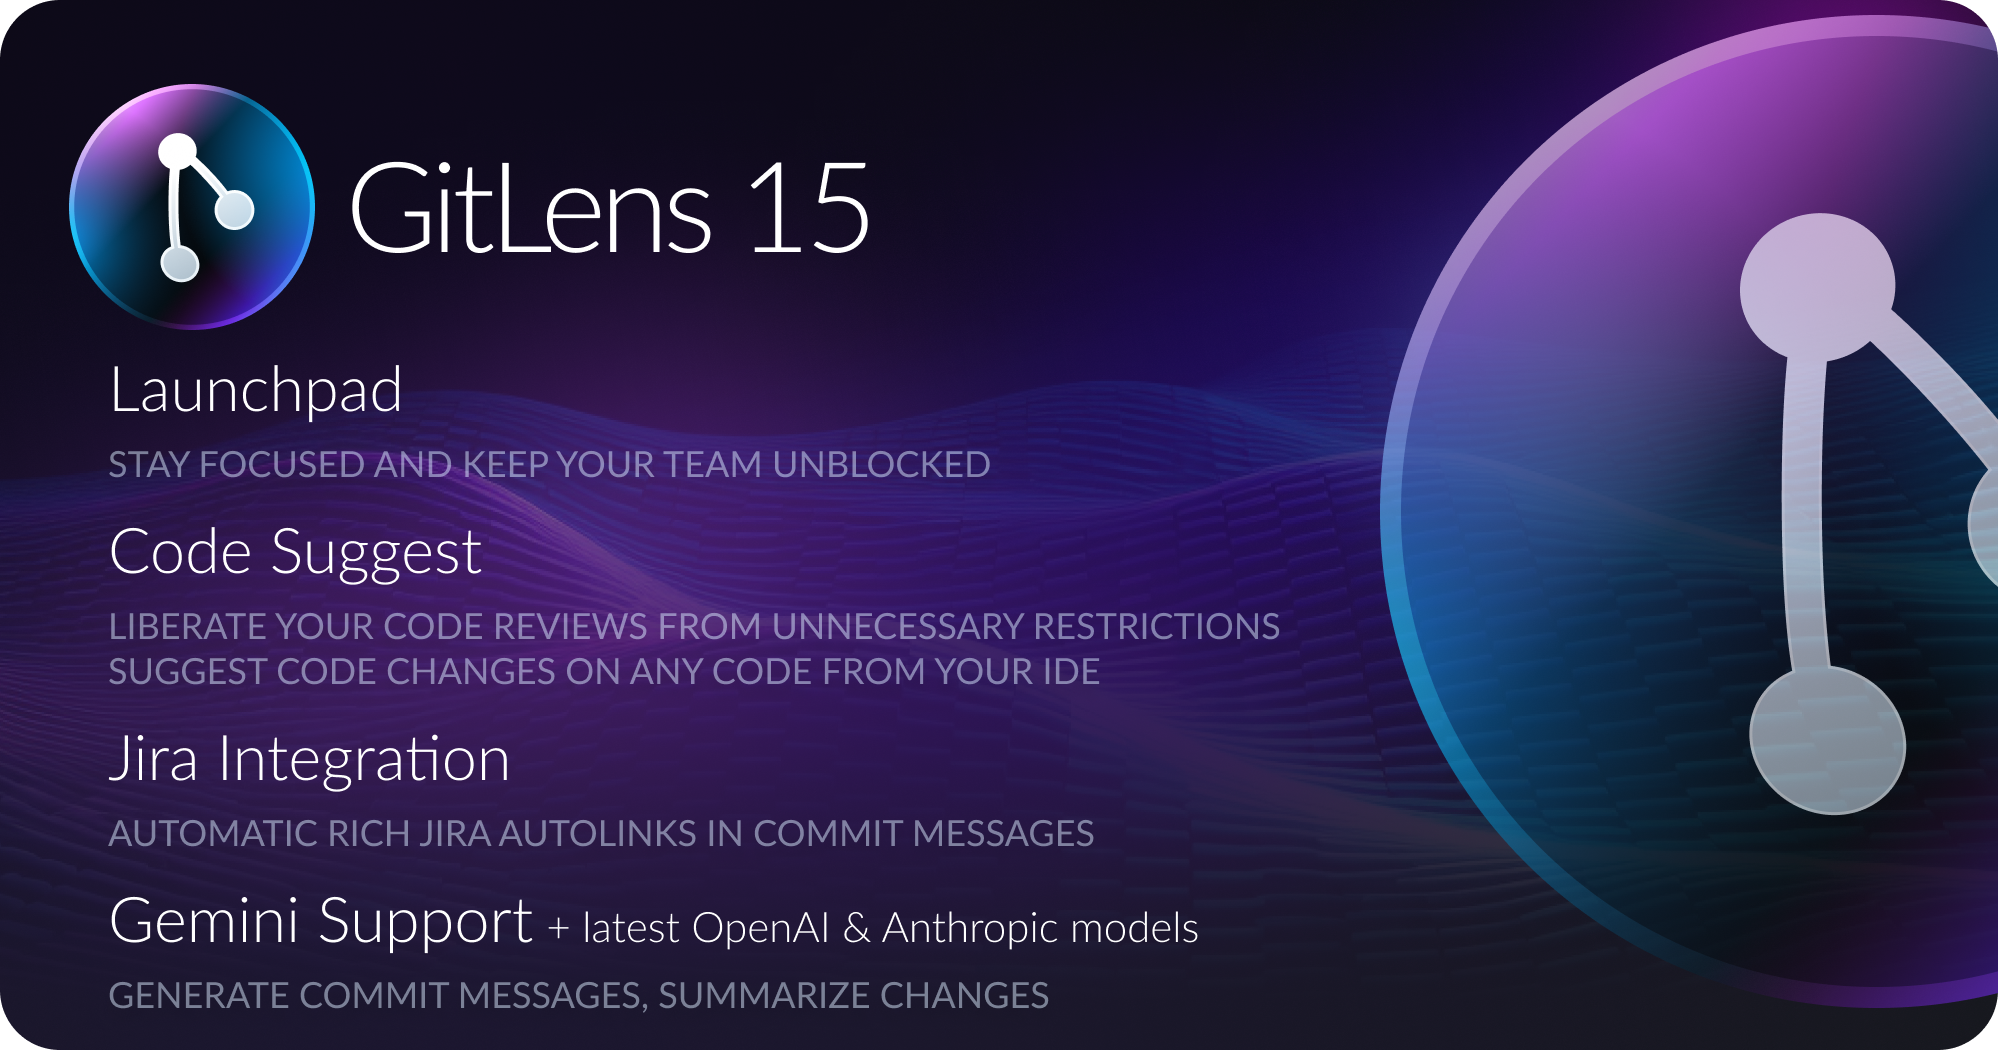 GitLens 15
Launchpad
STAY FOCUSED AND KEEP YOUR TEAM UNBLOCKED
Code Suggest
LIBERATE YOUR CODE REVIEWS FROM UNNECESSARY RESTRICTIONS
SUGGEST CODE CHANGES ON ANY CODE FROM YOUR IDE
Jira Integration
AUTOMATIC RICH JIRA AUTOLINKS IN COMMIT MESSAGES
Gemini Support + latest OpenAI & Anthropic models
GENERATE COMMIT MESSAGES, SUMMARIZE CHANGES